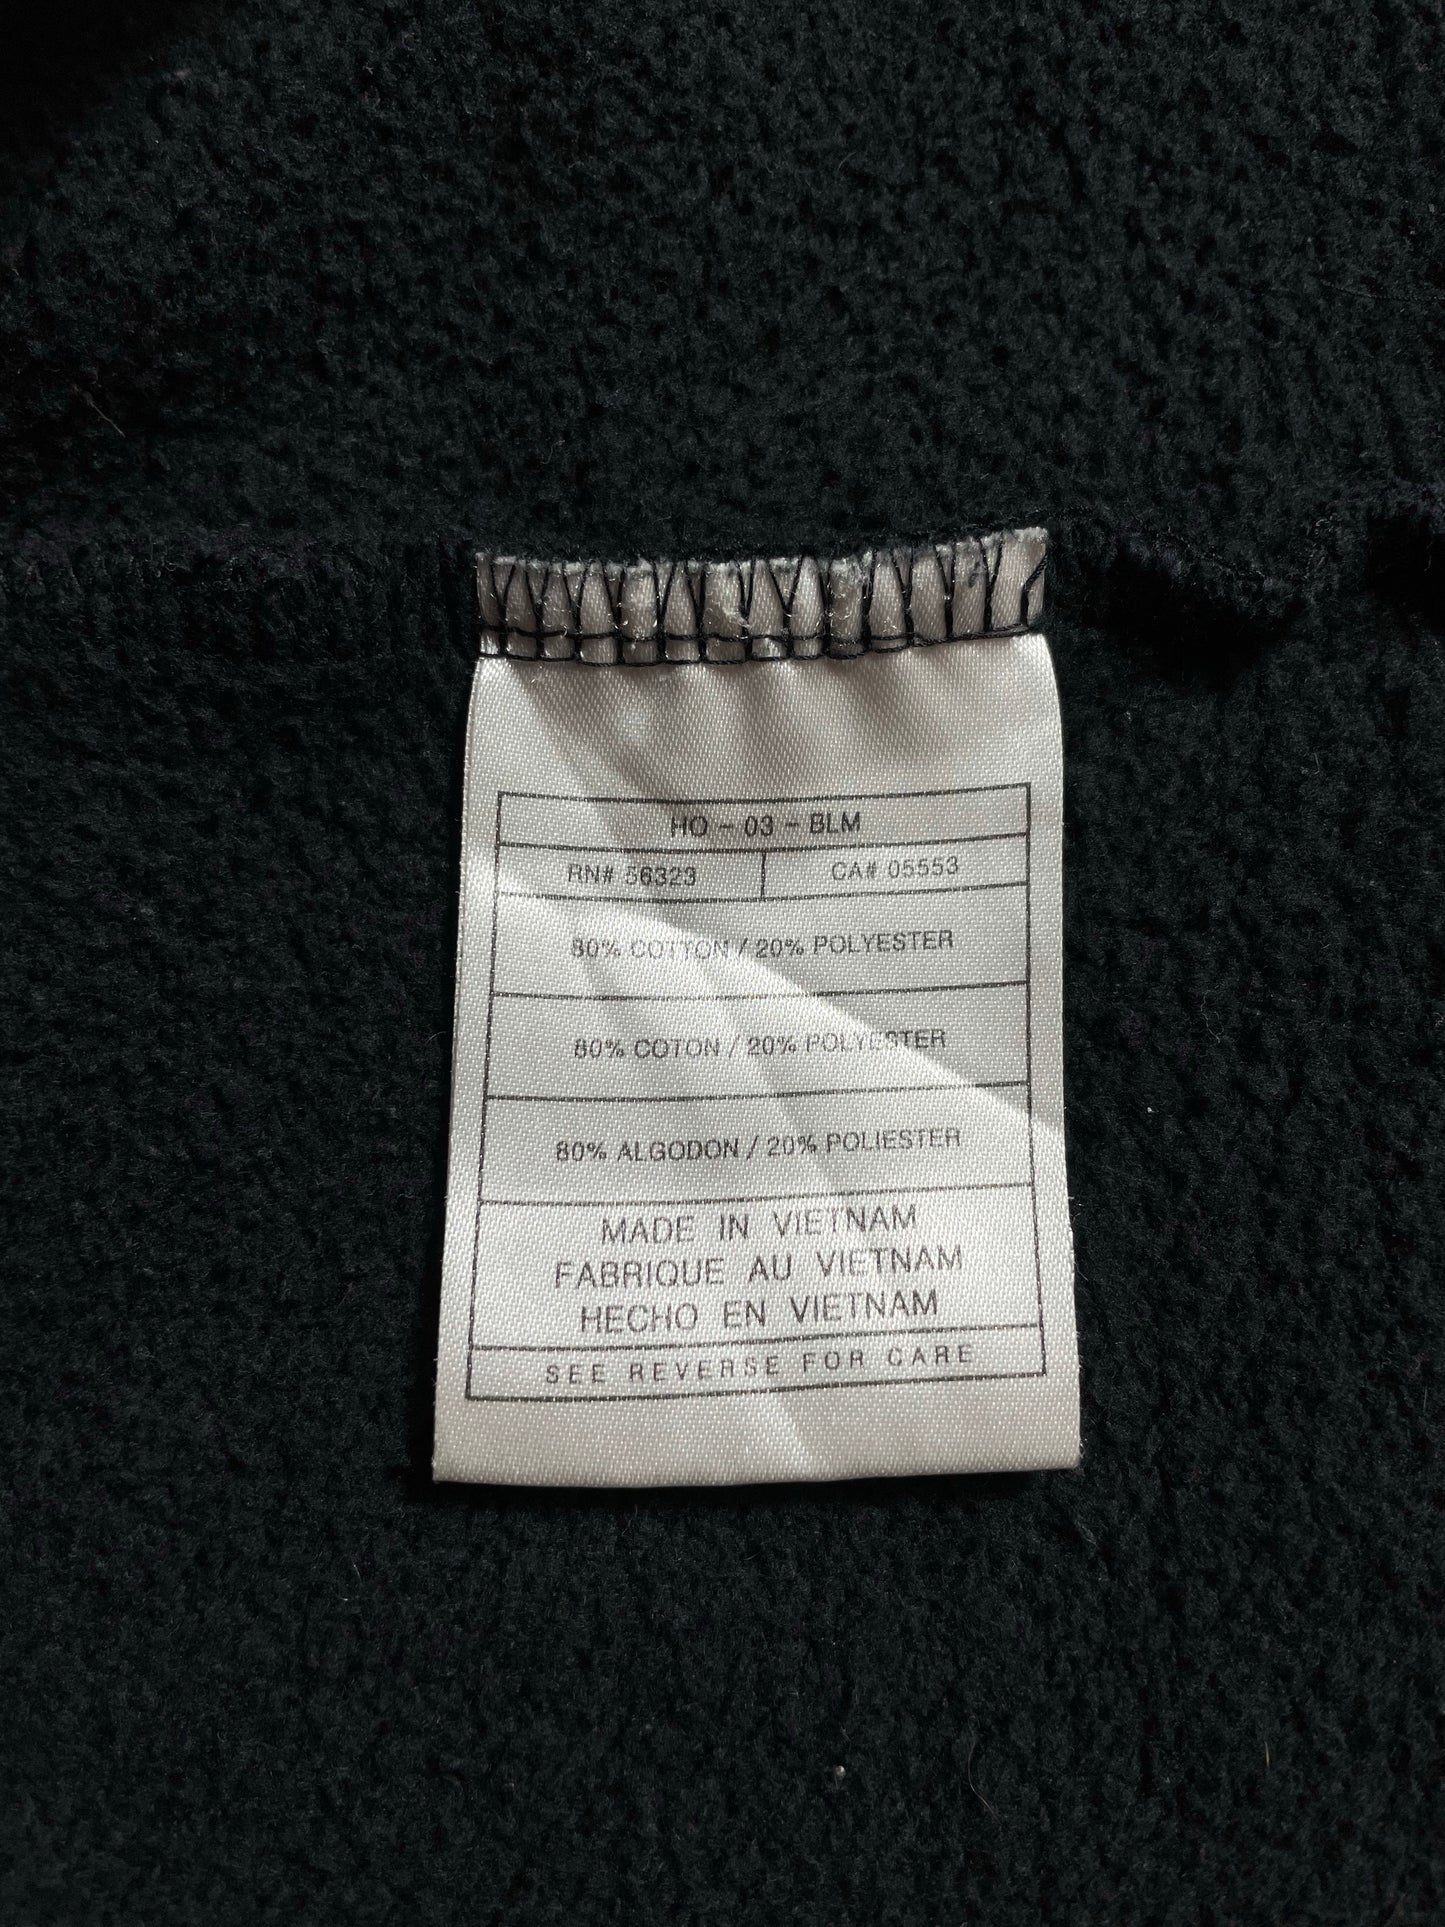 HO - 03 - BLM
RN# 56323 CA# 05553
80% COTTON / 20% POLYESTER
80% COTON / 20% POLYESTER
80% ALGODON / 20% POLIESTER
MADE IN VIETNAM
FABRIQUE AU VIETNAM
HECHO EN VIETNAM
SEE REVERSE FOR CARE